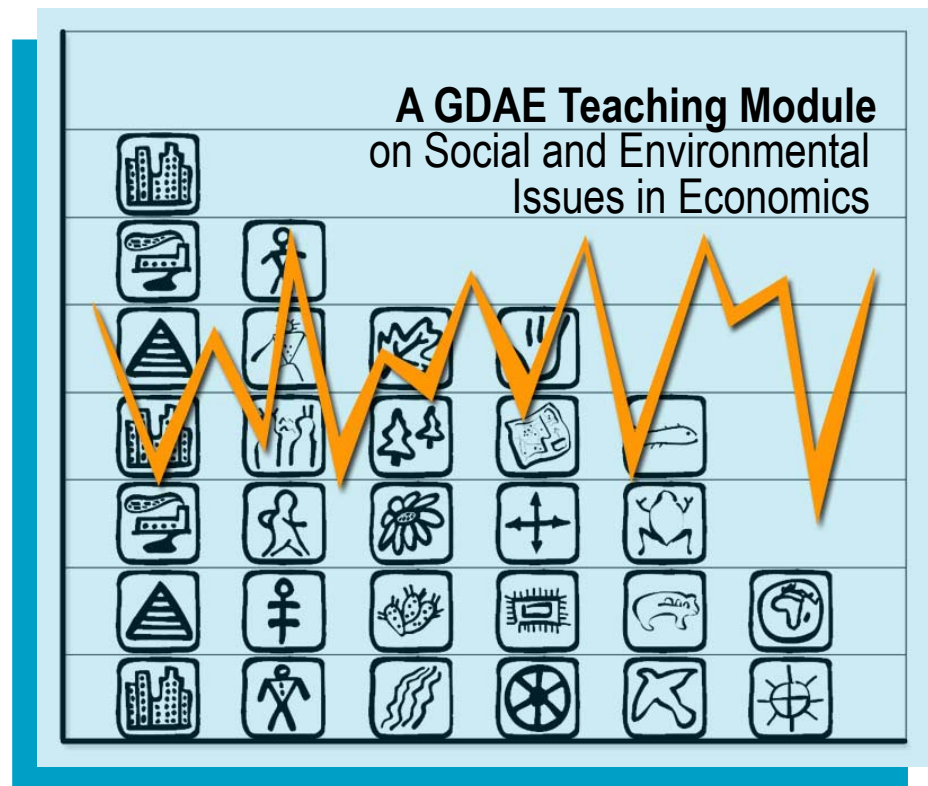 A GDAE Teaching Module
on Social and Environmental
Issues in Economics